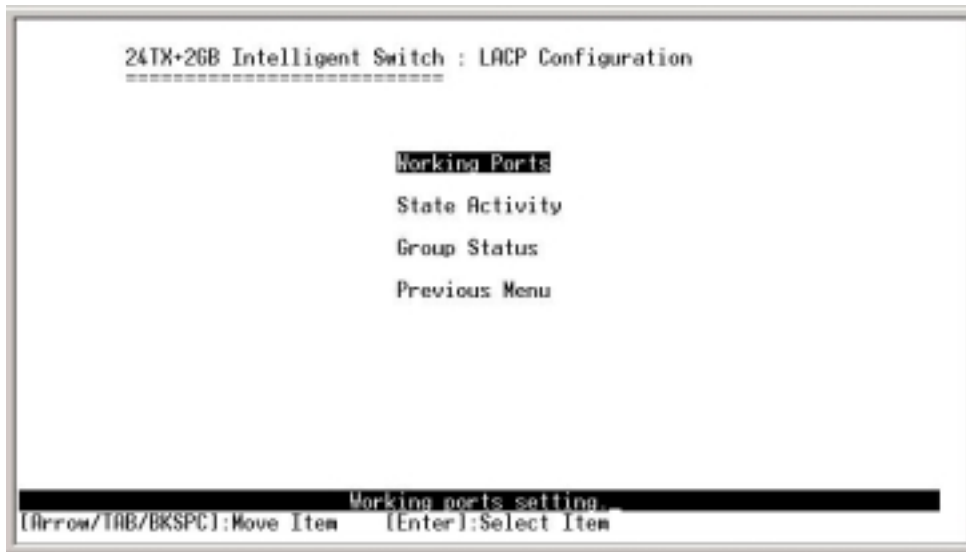 24TX+2GB Intelligent Switch : LACP Configuration
===========================
Working Ports
State Activity
Group Status
Previous Menu
Working ports setting._
[Arrow/TAB/BKSPC]:Move Item [Enter]:Select Item